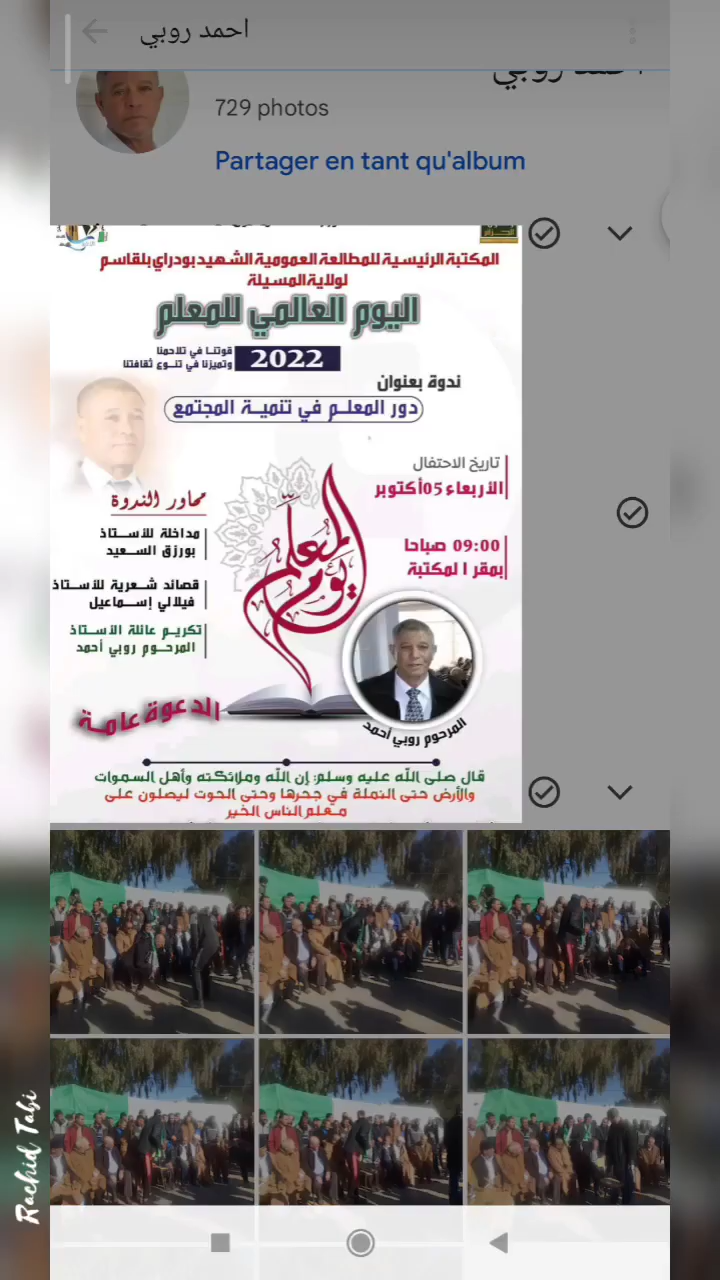 احمد روبي
احمد روبي
729 photos
Partager en tant qu'album
المكتبة الرئيسية للمطالعة العمومية الشهيد بودراي بلقاسم
لولاية المسيلة
اليوم العالمي للمعلم
قوتنا في تلاحمنا
وتميزنا في تنوع ثقافتنا
2022
ندوة بعنوان
دور المعلم في تنمية المجتمع
تاريخ الاحتفال
الأربعاء 05 أكتوبر
09:00 صباحا
بمقر المكتبة
محاور الندوة
مداخلة للأستاذ
بورزق السعيد
قصائد شعرية للأستاذ
فيلالي إسماعيل
تكريم عائلة الأستاذ
المرحوم روبي أحمد
يوم المعلم
الدعوة عامة
المرحوم روبي أحمد
قال صلى الله عليه وسلم: إن الله وملائكته وأهل السموات
والأرض حتى النملة في جحرها وحتى الحوت ليصلون على
معلم الناس الخير
Rachid Tabi